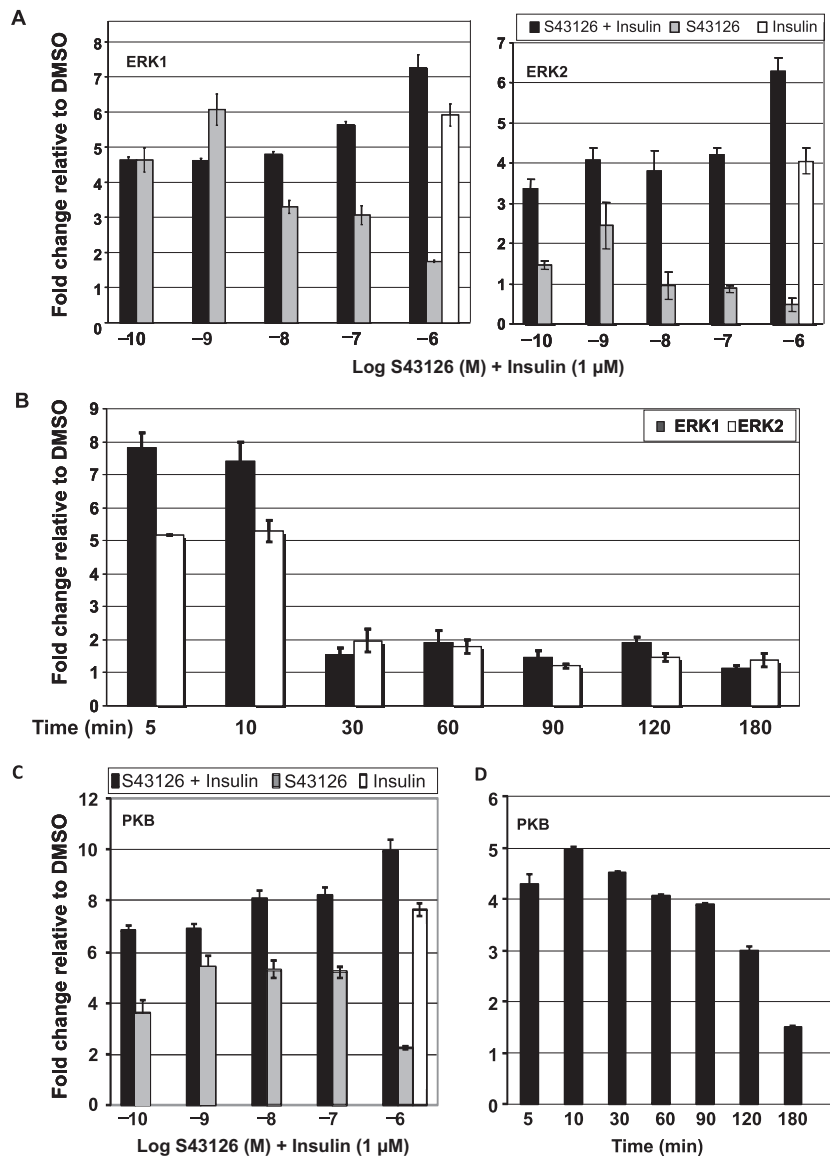 A
S43126 + Insulin S43126 Insulin
Fold change relative to DMSO
ERK1
8
7
6
5
4
3
2
1
0
–10 –9 –8 –7 –6
ERK2
7
6
5
4
3
2
1
0
–10 –9 –8 –7 –6
Log S43126 (M) + Insulin (1 µM)
B
Fold change relative to DMSO
ERK1 ERK2
9
8
7
6
5
4
3
2
1
0
Time (min) 5 10 30 60 90 120 180
C
S43126 + Insulin S43126 Insulin
Fold change relative to DMSO
PKB
12
10
8
6
4
2
0
–10 –9 –8 –7 –6
Log S43126 (M) + Insulin (1 µM)
D
PKB
6
5
4
3
2
1
0
5 10 30 60 90 120 180
Time (min)